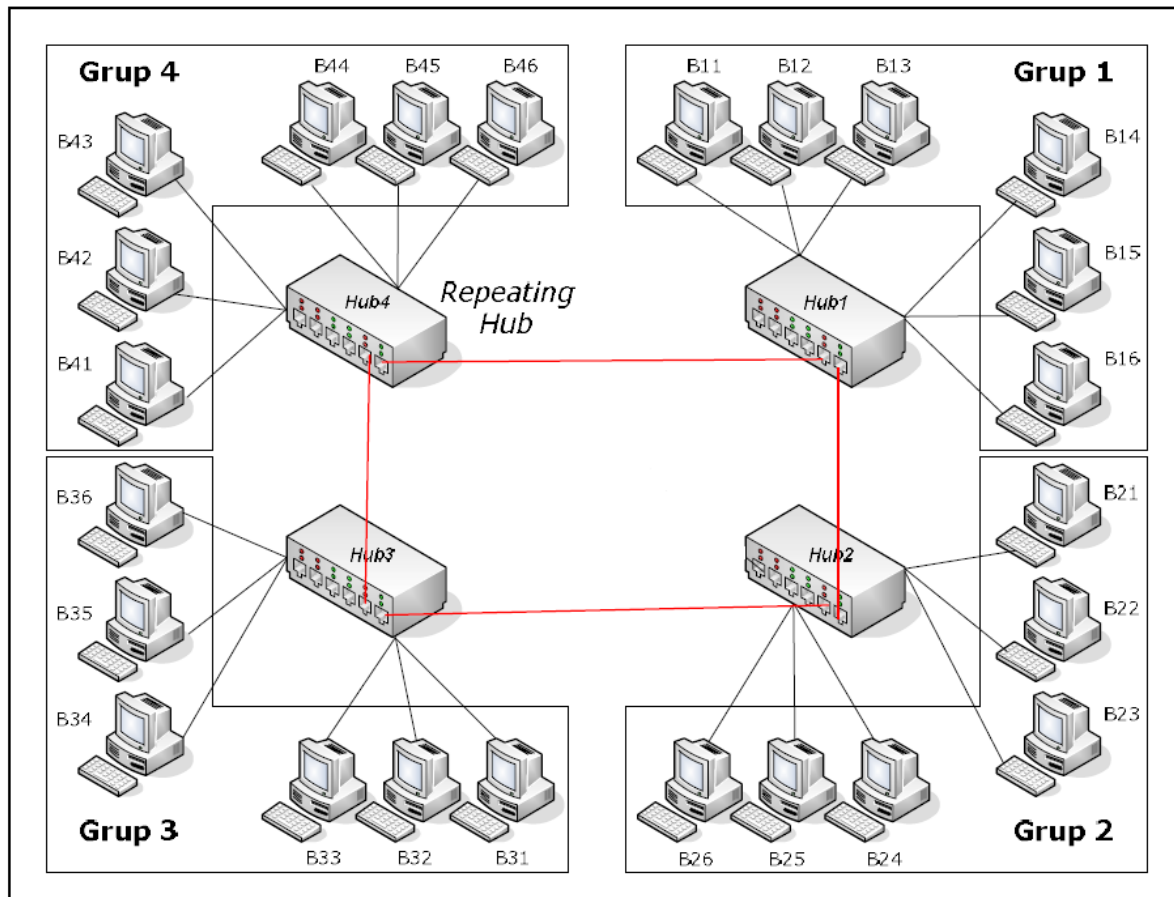 Grup 4
B44 B45 B46
B43
B42
B41
Hub4
Repeating
Hub
Grup 1
B11 B12 B13
B14
B15
B16
Hub1
B36
B35
B34
Hub3
Grup 3
B33 B32 B31
B21
B22
B23
Hub2
Grup 2
B26 B25 B24